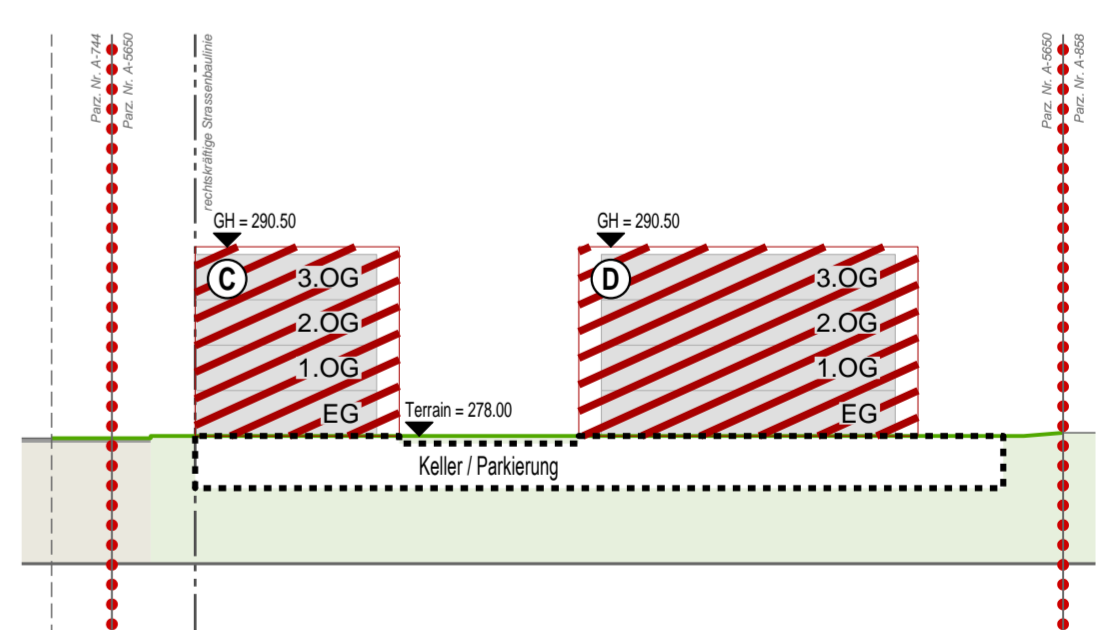 Parz. Nr. A-744
Parz. Nr. A-5650
rechtskräftige Strassenbaulinie
Parz. Nr. A-5650
Parz. Nr. A-858
GH = 290.50
GH = 290.50
C
3.OG
2.OG
1.OG
EG
D
3.OG
2.OG
1.OG
EG
Terrain = 278.00
Keller / Parkierung